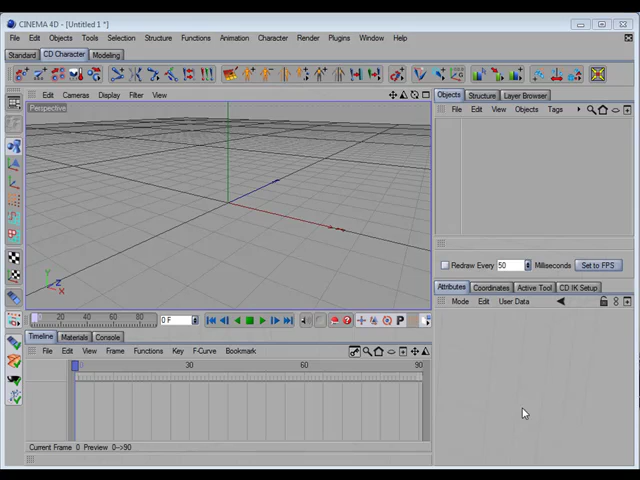 CINEMA 4D - [Untitled 1 *]
File Edit Objects Tools Selection Structure Functions Animation Character Render Plugins Window Help
Standard CD Character Modeling
Edit Cameras Display Filter View
Perspective
Y
Z
X
Objects Structure Layer Browser
File Edit View Objects Tags
Redraw Every 50 Milliseconds Set to FPS
Attributes Coordinates Active Tool CD IK Setup
Mode Edit User Data
0 20 40 60 80 0 F
P
Timeline Materials Console
File Edit View Frame Functions Key F-Curve Bookmark
30 60 90
Current Frame 0 Preview 0-->90